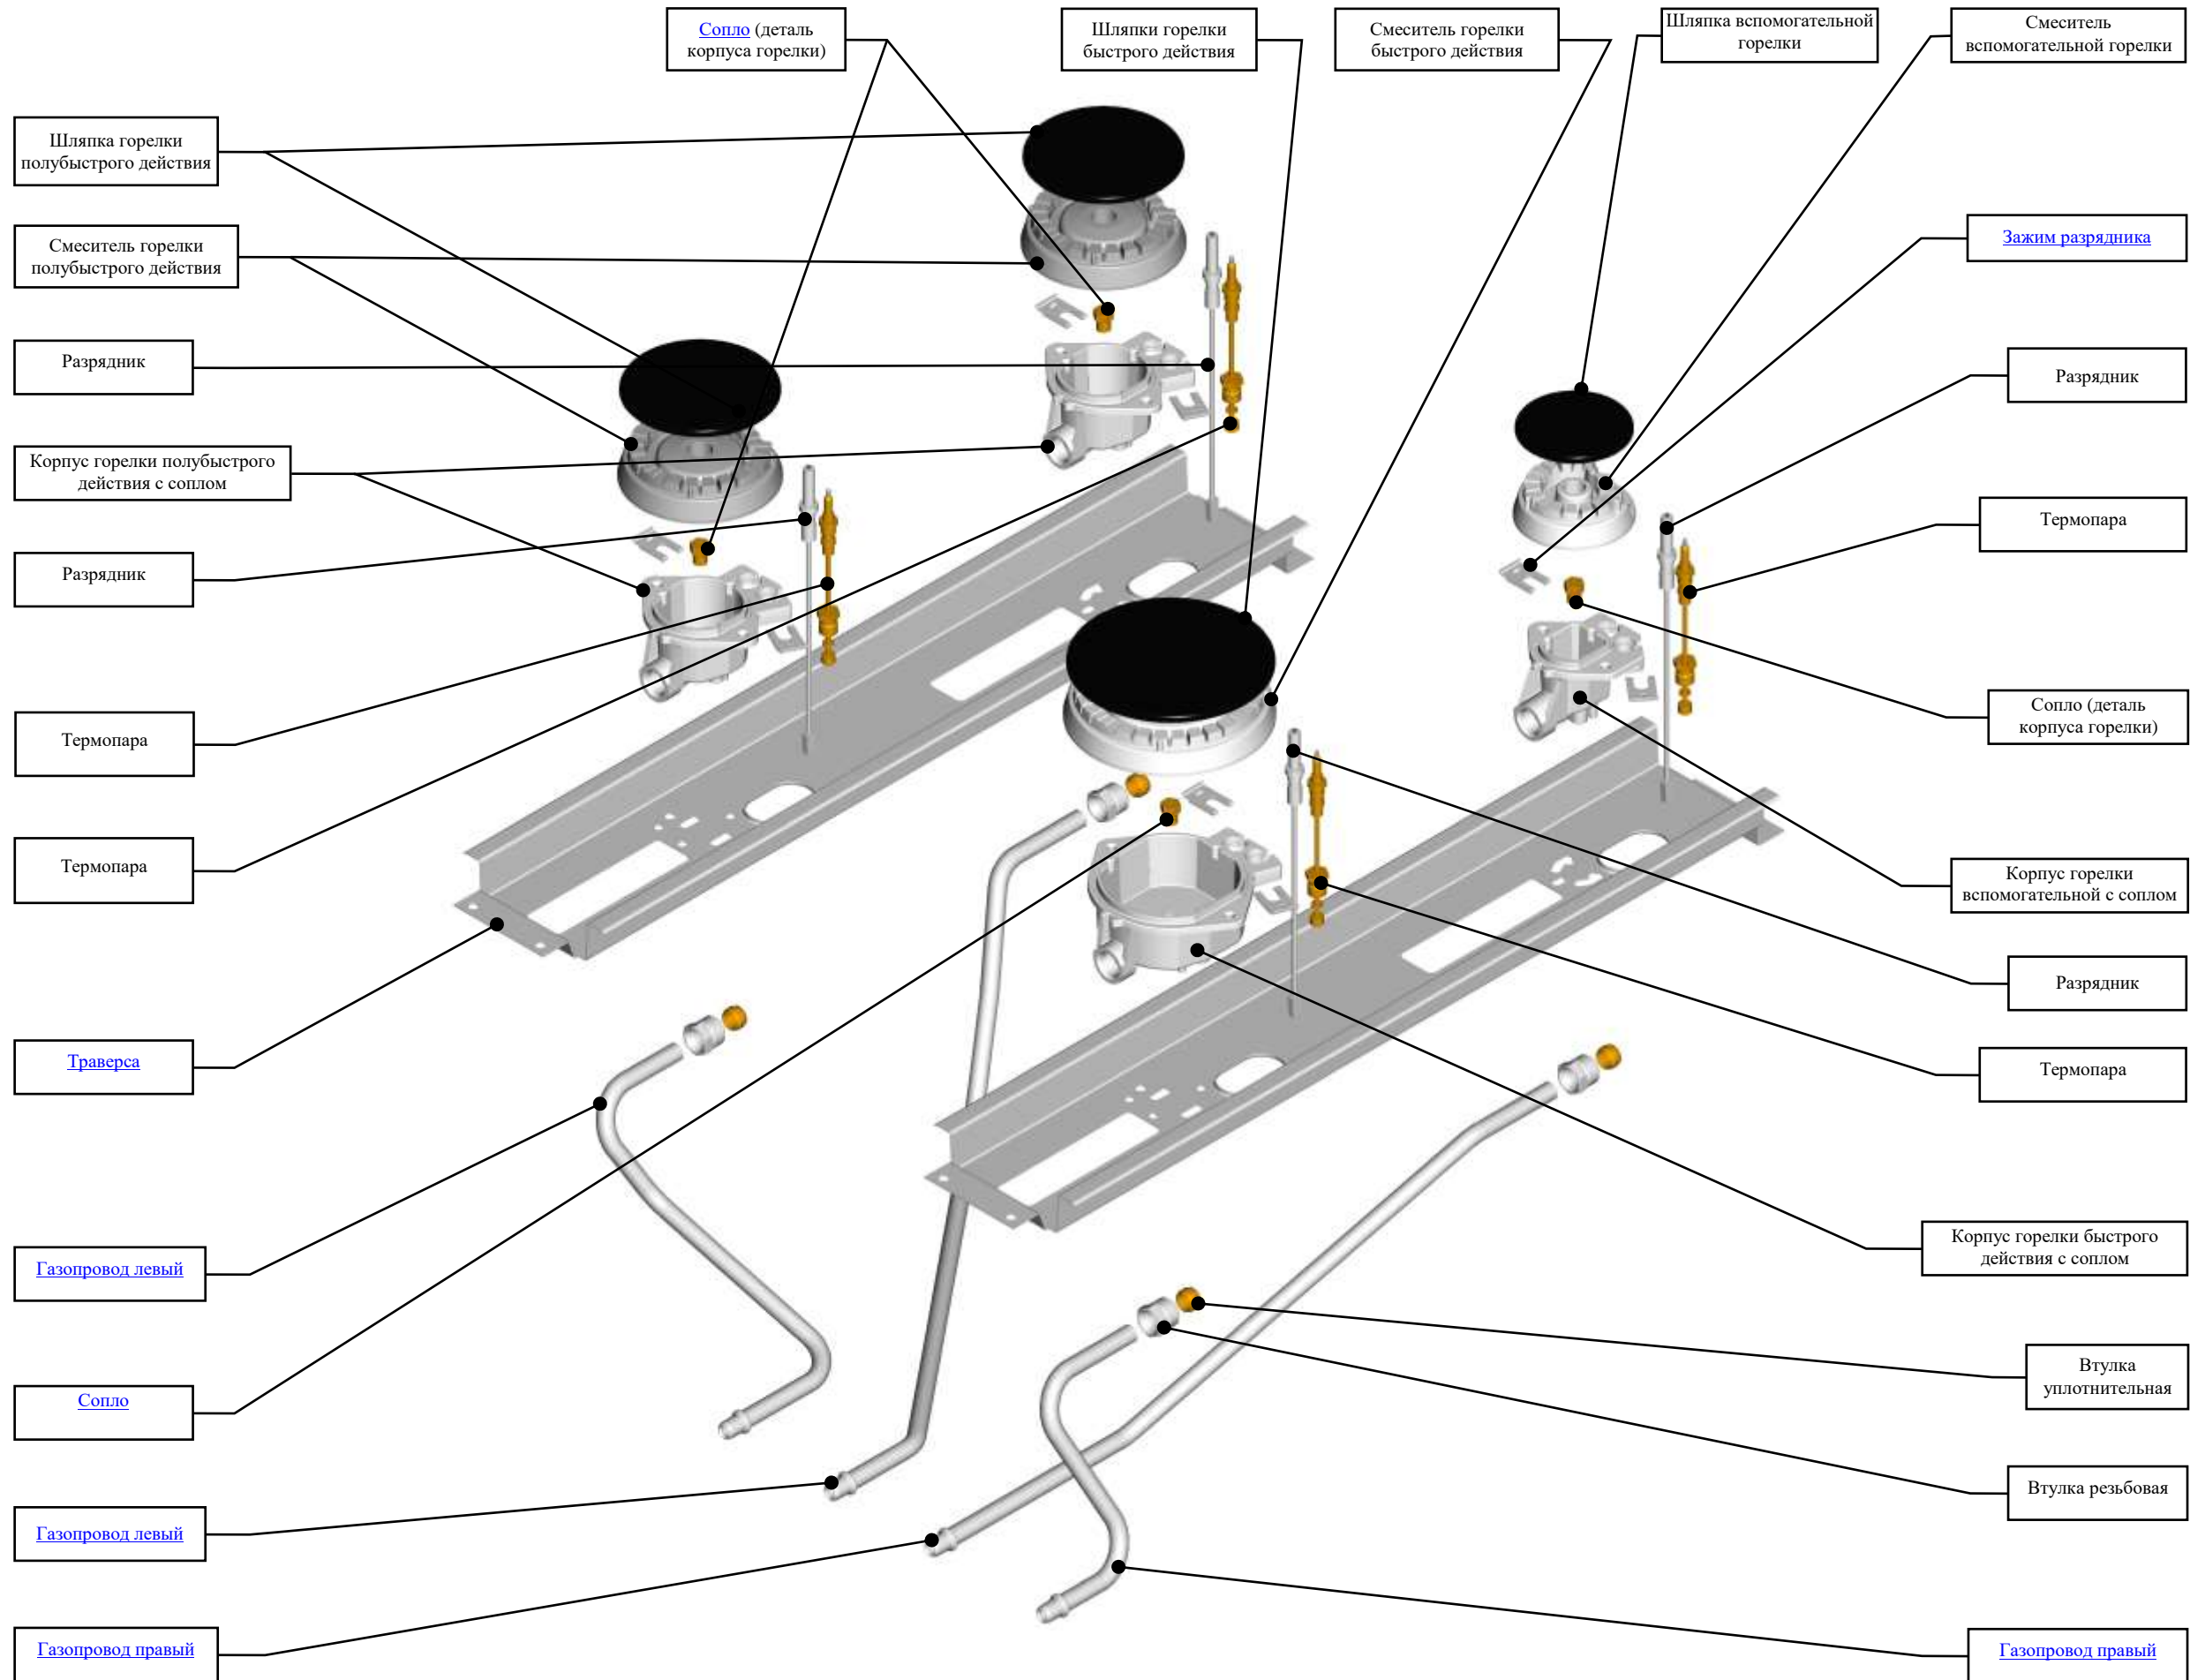 Сопло (деталь
корпуса горелки)
Шляпки горелки
быстрого действия
Смеситель горелки
быстрого действия
Шляпка вспомогательной
горелки
Смеситель
вспомогательной горелки
Шляпка горелки
полубыстрого действия
Смеситель горелки
полубыстрого действия
Зажим разрядника
Разрядник
Разрядник
Корпус горелки полубыстрого
действия с соплом
Термопара
Разрядник
Сопло (деталь
корпуса горелки)
Термопара
Термопара
Корпус горелки
вспомогательной с соплом
Разрядник
Траверса
Термопара
Газопровод левый
Корпус горелки быстрого
действия с соплом
Втулка
уплотнительная
Сопло
Втулка резьбовая
Газопровод левый
Газопровод правый
Газопровод правый